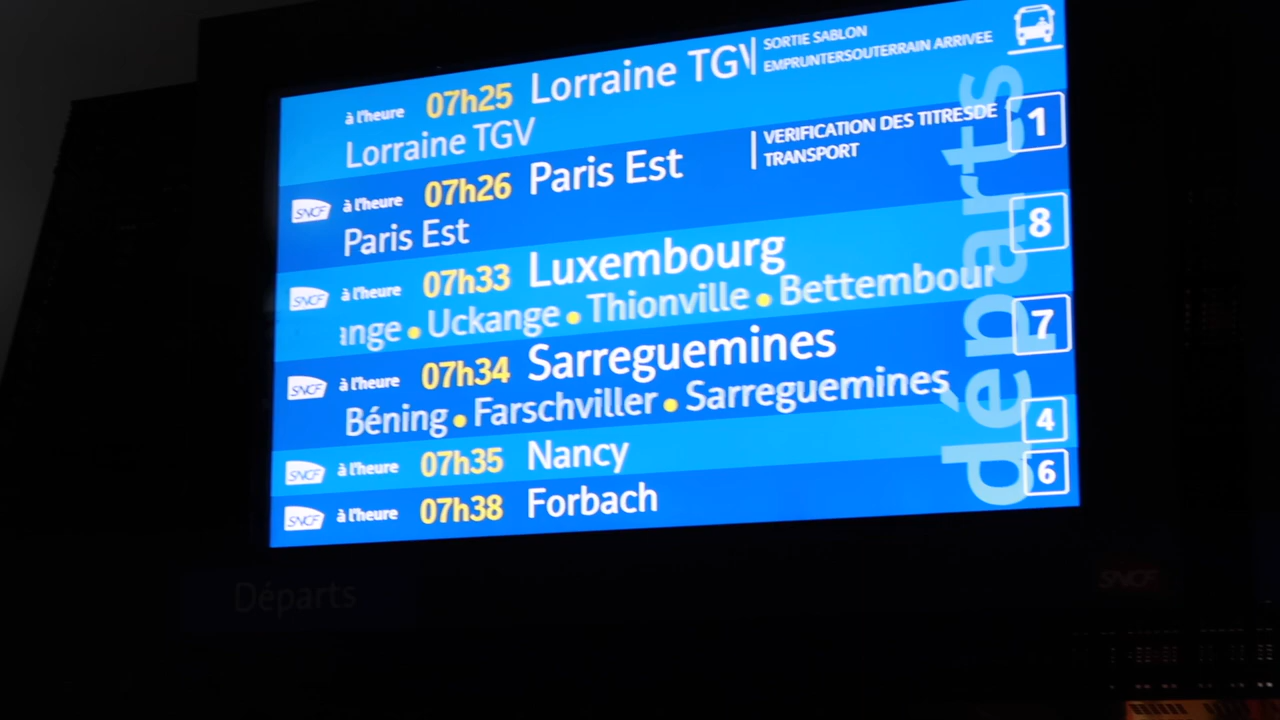 à l'heure 07h25 Lorraine TGV SORTIE SABLON
EMPRUNTERSOUTERRAIN ARRIVEE
Lorraine TGV
SNCF à l'heure 07h26 Paris Est VERIFICATION DES TITRESDE 1
TRANSPORT
Paris Est
SNCF à l'heure 07h33 Luxembourg 8
ange • Uckange • Thionville • Bettembour
SNCF à l'heure 07h34 Sarreguemines 7
Béning • Farschviller • Sarreguemines
SNCF à l'heure 07h35 Nancy 4
SNCF à l'heure 07h38 Forbach 6
départs
Départs
SNCF